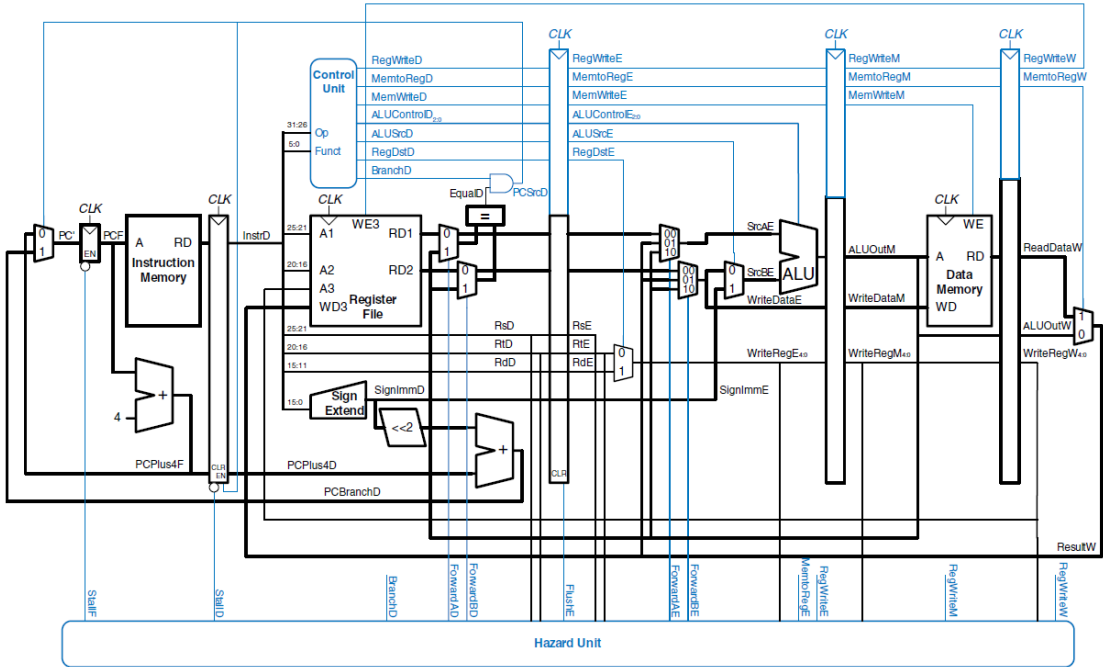 CLK
CLK
CLK
RegWriteD
RegWriteE
RegWriteM
RegWriteW
Control
Unit
MemtoRegD
MemtoRegE
MemtoRegM
MemtoRegW
MemWriteD
MemWriteE
MemWriteM
ALUControlD2:0
ALUControlE2:0
31:26
Op
ALUSrcD
ALUSrcE
5:0
Funct
RegDstD
RegDstE
BranchD
EqualD
PCSrcD
CLK
CLK
CLK
CLK
=
0
1
PC'
PCF
EN
A
RD
Instruction
Memory
InstrD
25:21
A1
WE3
RD1
0
1
00
01
10
SrcAE
WE
20:16
A2
RD2
0
1
00
01
10
0
1
SrcBE
ALU
ALUOutM
A
RD
Data
Memory
ReadDataW
A3
WD3
Register
File
WriteDataE
WriteDataM
WD
1
0
25:21
RsD
RsE
ALUOutW
20:16
RtD
RtE
0
1
WriteRegE4:0
WriteRegM4:0
WriteRegW4:0
15:11
RdD
RdE
15:0
Sign
Extend
SignImmD
SignImmE
+
4
<<2
+
PCPlus4F
CLR
EN
PCPlus4D
CLR
PCBranchD
ResultW
StallF
StallD
BranchD
ForwardAD
ForwardBD
FlushE
ForwardAE
ForwardBE
MemtoRegE
RegWriteE
RegWriteM
RegWriteW
Hazard Unit